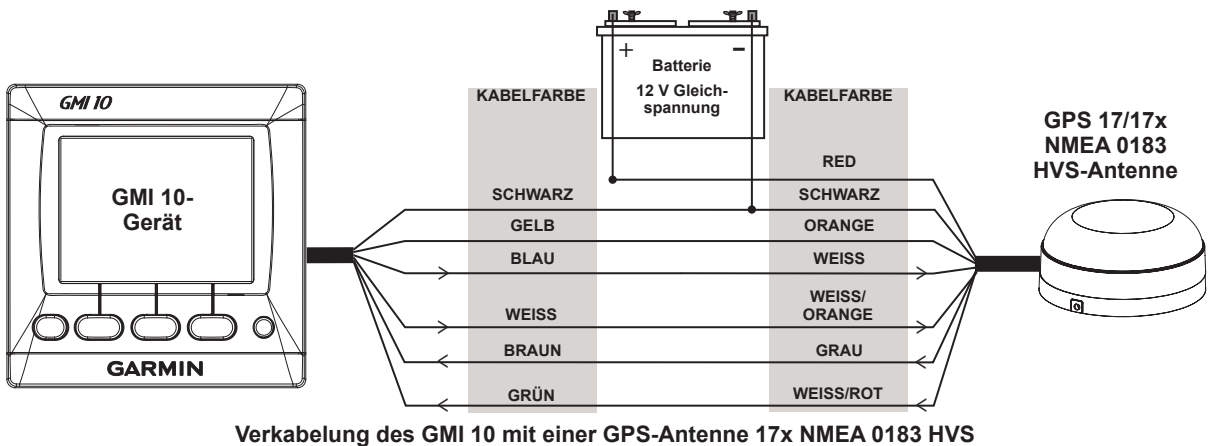 + −
Batterie
12 V Gleich-
spannung
KABELFARBE
KABELFARBE
GMI 10
GMI 10-
Gerät
GARMIN
GPS 17/17x
NMEA 0183
HVS-Antenne
RED
SCHWARZ SCHWARZ
GELB ORANGE
BLAU WEISS
WEISS WEISS/
ORANGE
BRAUN GRAU
GRÜN WEISS/ROT
Verkabelung des GMI 10 mit einer GPS-Antenne 17x NMEA 0183 HVS